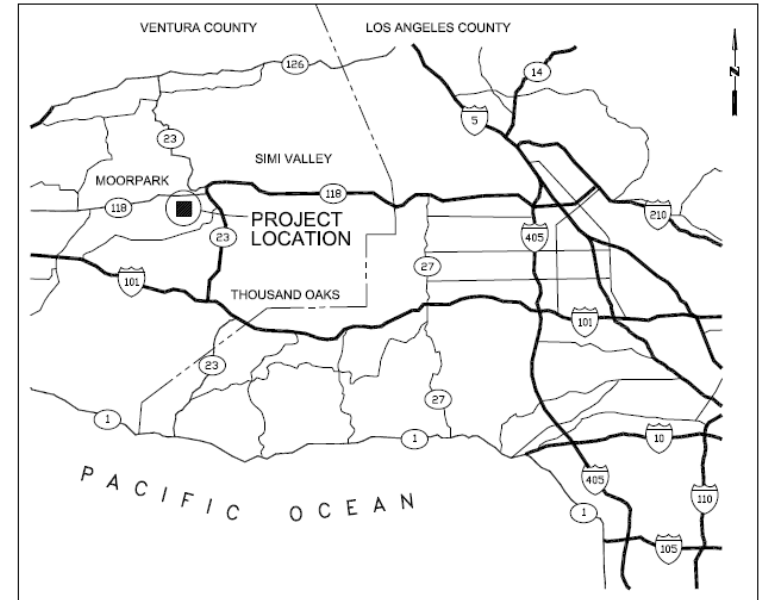 VENTURA COUNTY
LOS ANGELES COUNTY
N
126
14
5
23
SIMI VALLEY
MOORPARK
118
118
PROJECT
LOCATION
210
23
405
27
101
THOUSAND OAKS
101
23
27
1
1
10
PACIFIC OCEAN
405
110
1
105